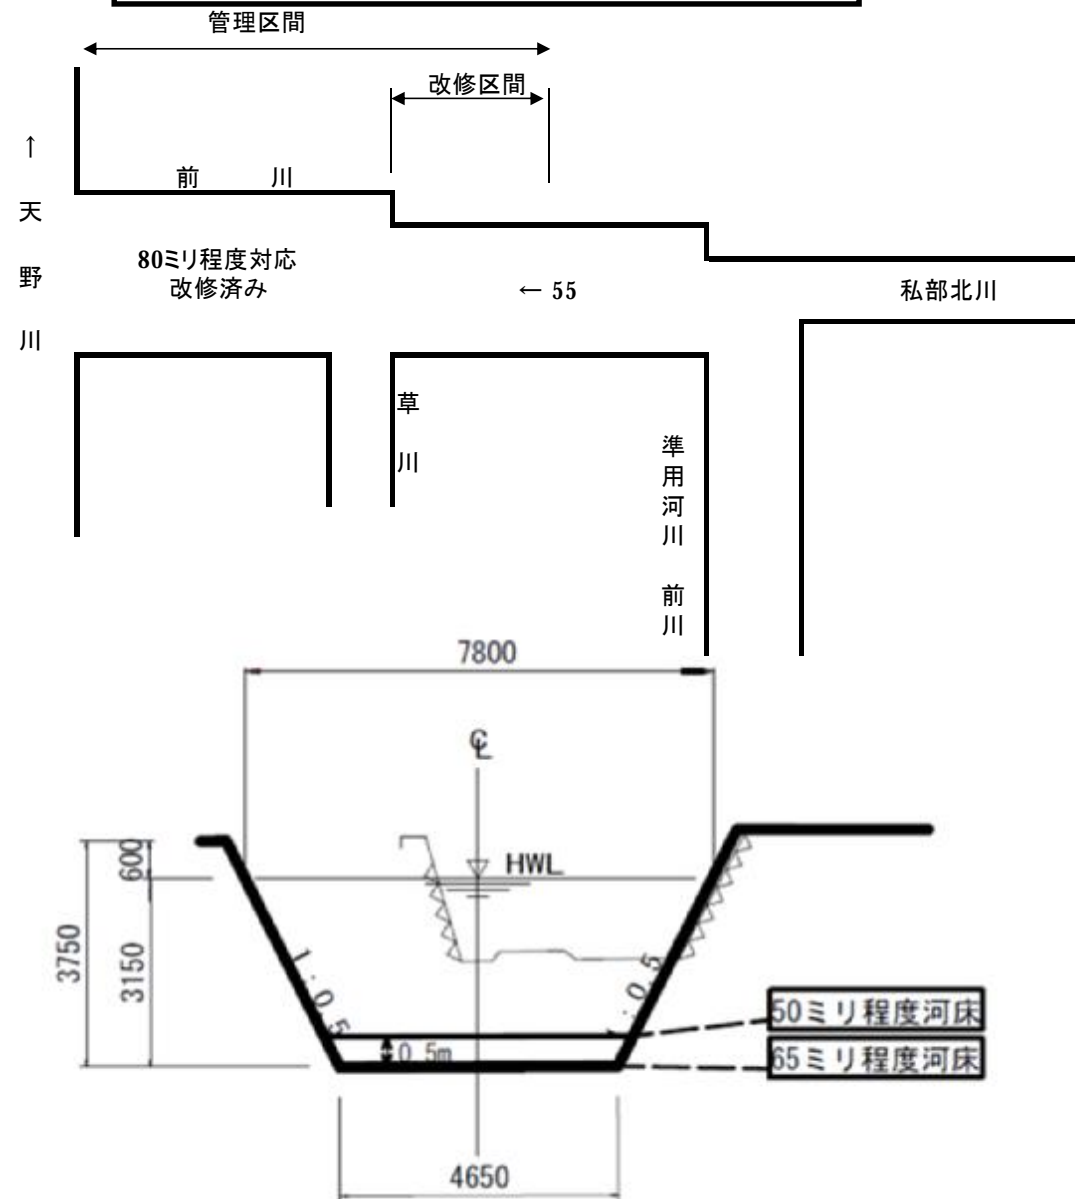 管理区間
改修区間
前川
↑天野川
80ミリ程度対応
改修済み
← 55
私部北川
草川
準用河川 前川
7800
℄
HWL
600
3150
3750
1:0.5
1:0.5
0.5m
50ミリ程度河床
65ミリ程度河床
4650